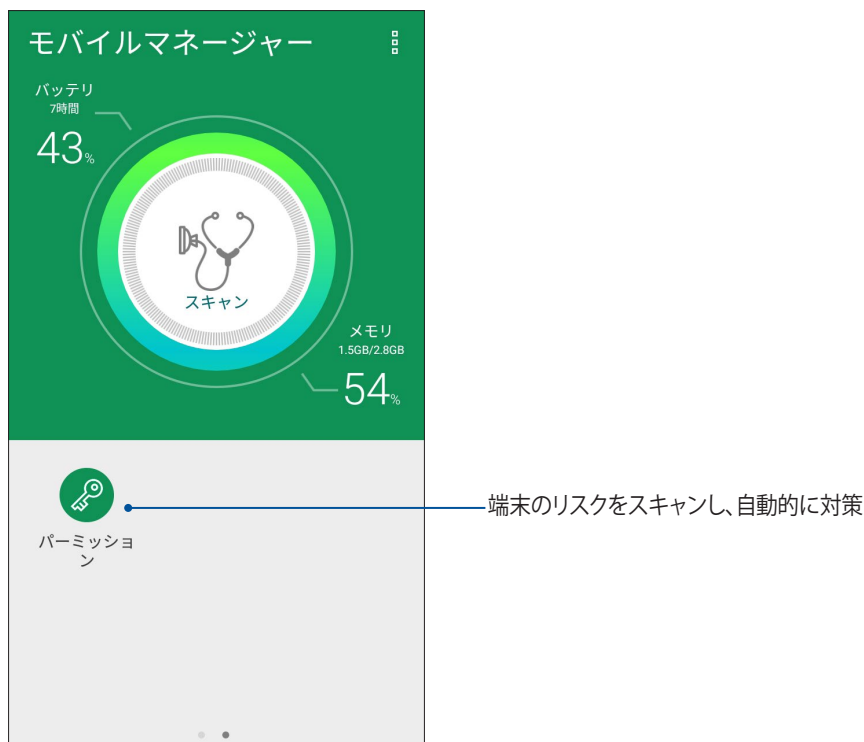 モバイルマネージャー
バッテリ
7時間
43%
スキャン
メモリ
1.5GB/2.8GB
54%
端末のリスクをスキャンし、自動的に対策
パーミッショ
ン